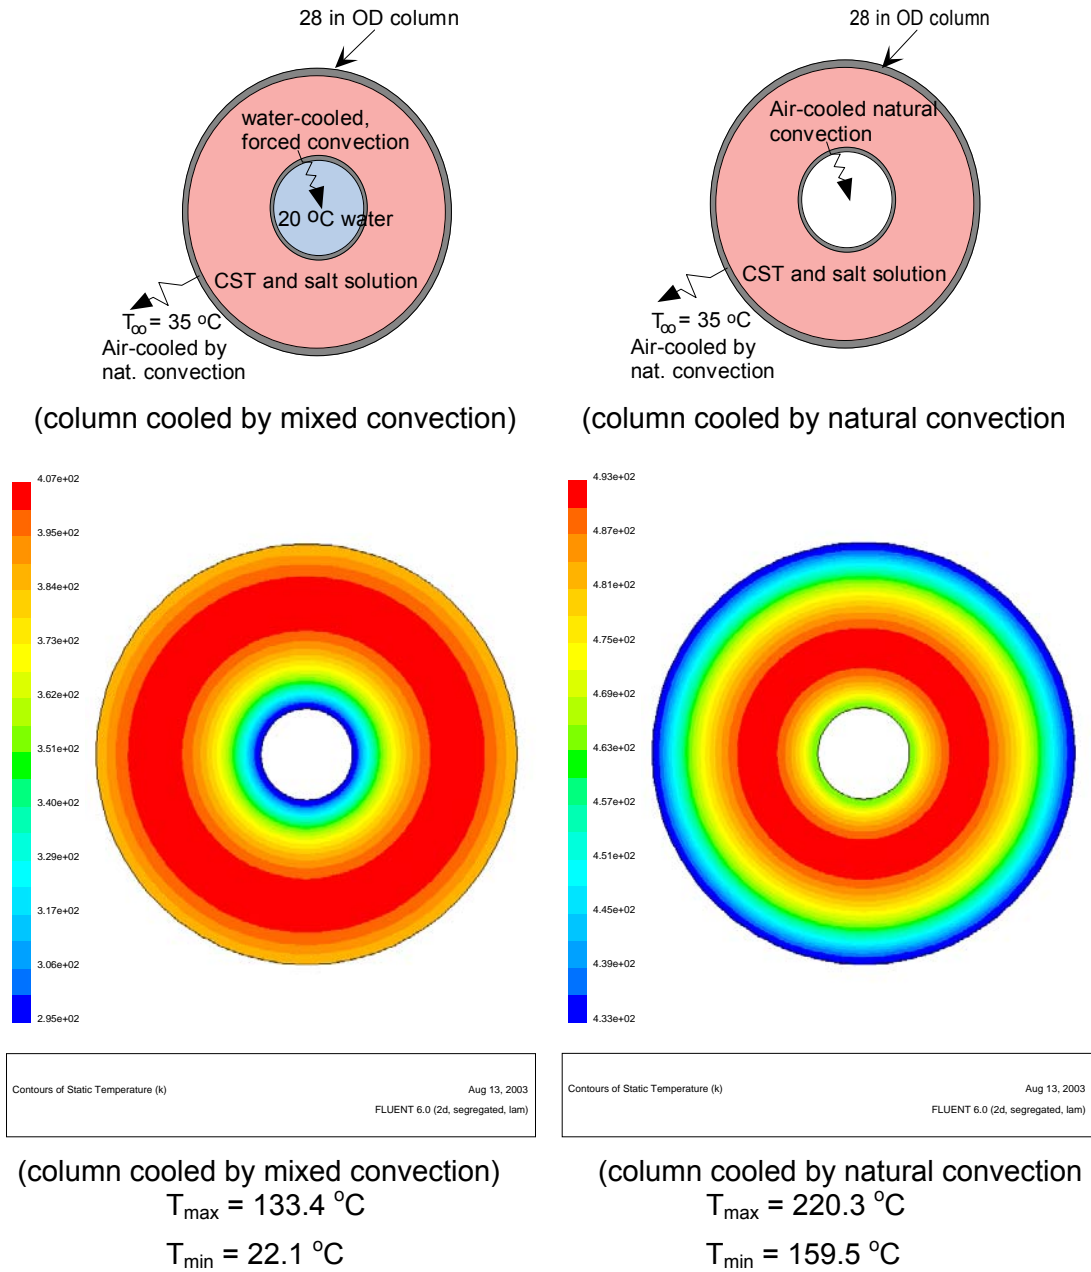 28 in OD column
water-cooled,
forced convection
20 °C water
CST and salt solution
T∞ = 35 °C
Air-cooled by
nat. convection
(column cooled by mixed convection)
28 in OD column
Air-cooled natural
convection
CST and salt solution
T∞ = 35 °C
Air-cooled by
nat. convection
(column cooled by natural convection
4.07e+02
3.95e+02
3.84e+02
3.73e+02
3.62e+02
3.51e+02
3.40e+02
3.29e+02
3.17e+02
3.06e+02
2.95e+02
Contours of Static Temperature (k)
Aug 13, 2003
FLUENT 6.0 (2d, segregated, lam)
4.93e+02
4.87e+02
4.81e+02
4.75e+02
4.69e+02
4.63e+02
4.57e+02
4.51e+02
4.45e+02
4.39e+02
4.33e+02
Contours of Static Temperature (k)
Aug 13, 2003
FLUENT 6.0 (2d, segregated, lam)
(column cooled by mixed convection)
Tmax = 133.4 °C
Tmin = 22.1 °C
(column cooled by natural convection
Tmax = 220.3 °C
Tmin = 159.5 °C